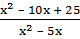 x² − 10x + 25
x² − 5x